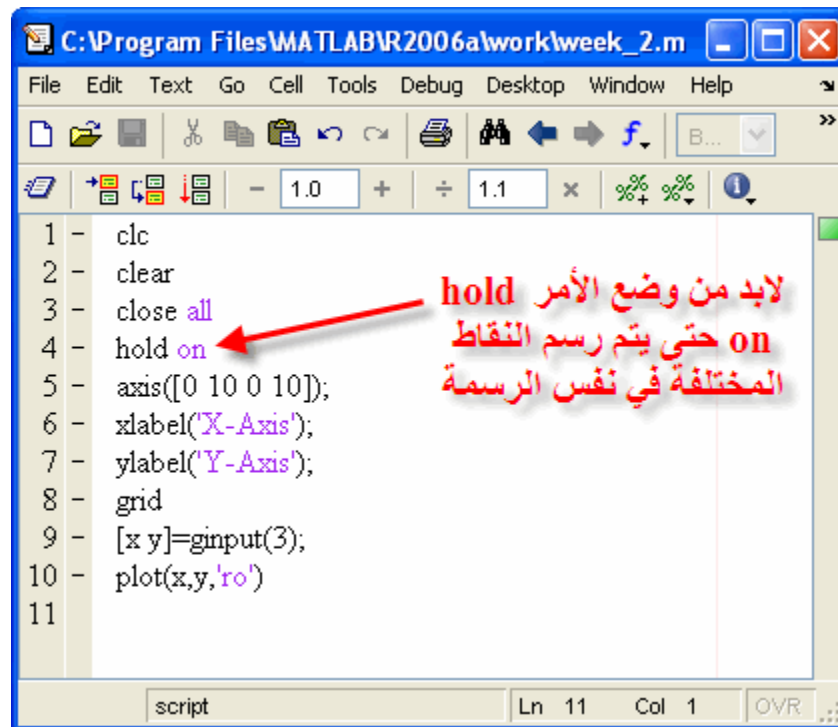 C:\Program Files\MATLAB\R2006a\work\week_2.m
File Edit Text Go Cell Tools Debug Desktop Window Help
B...
1.0 1.1
1 clc
2 clear
3 close all
4 hold on
5 axis([0 10 0 10]);
6 xlabel('X-Axis');
7 ylabel('Y-Axis');
8 grid
9 [x y]=ginput(3);
10 plot(x,y,'ro')
11
لابد من وضع الأمر hold
on حتى يتم رسم النقاط
المختلفة في نفس الرسمة
script Ln 11 Col 1 OVR